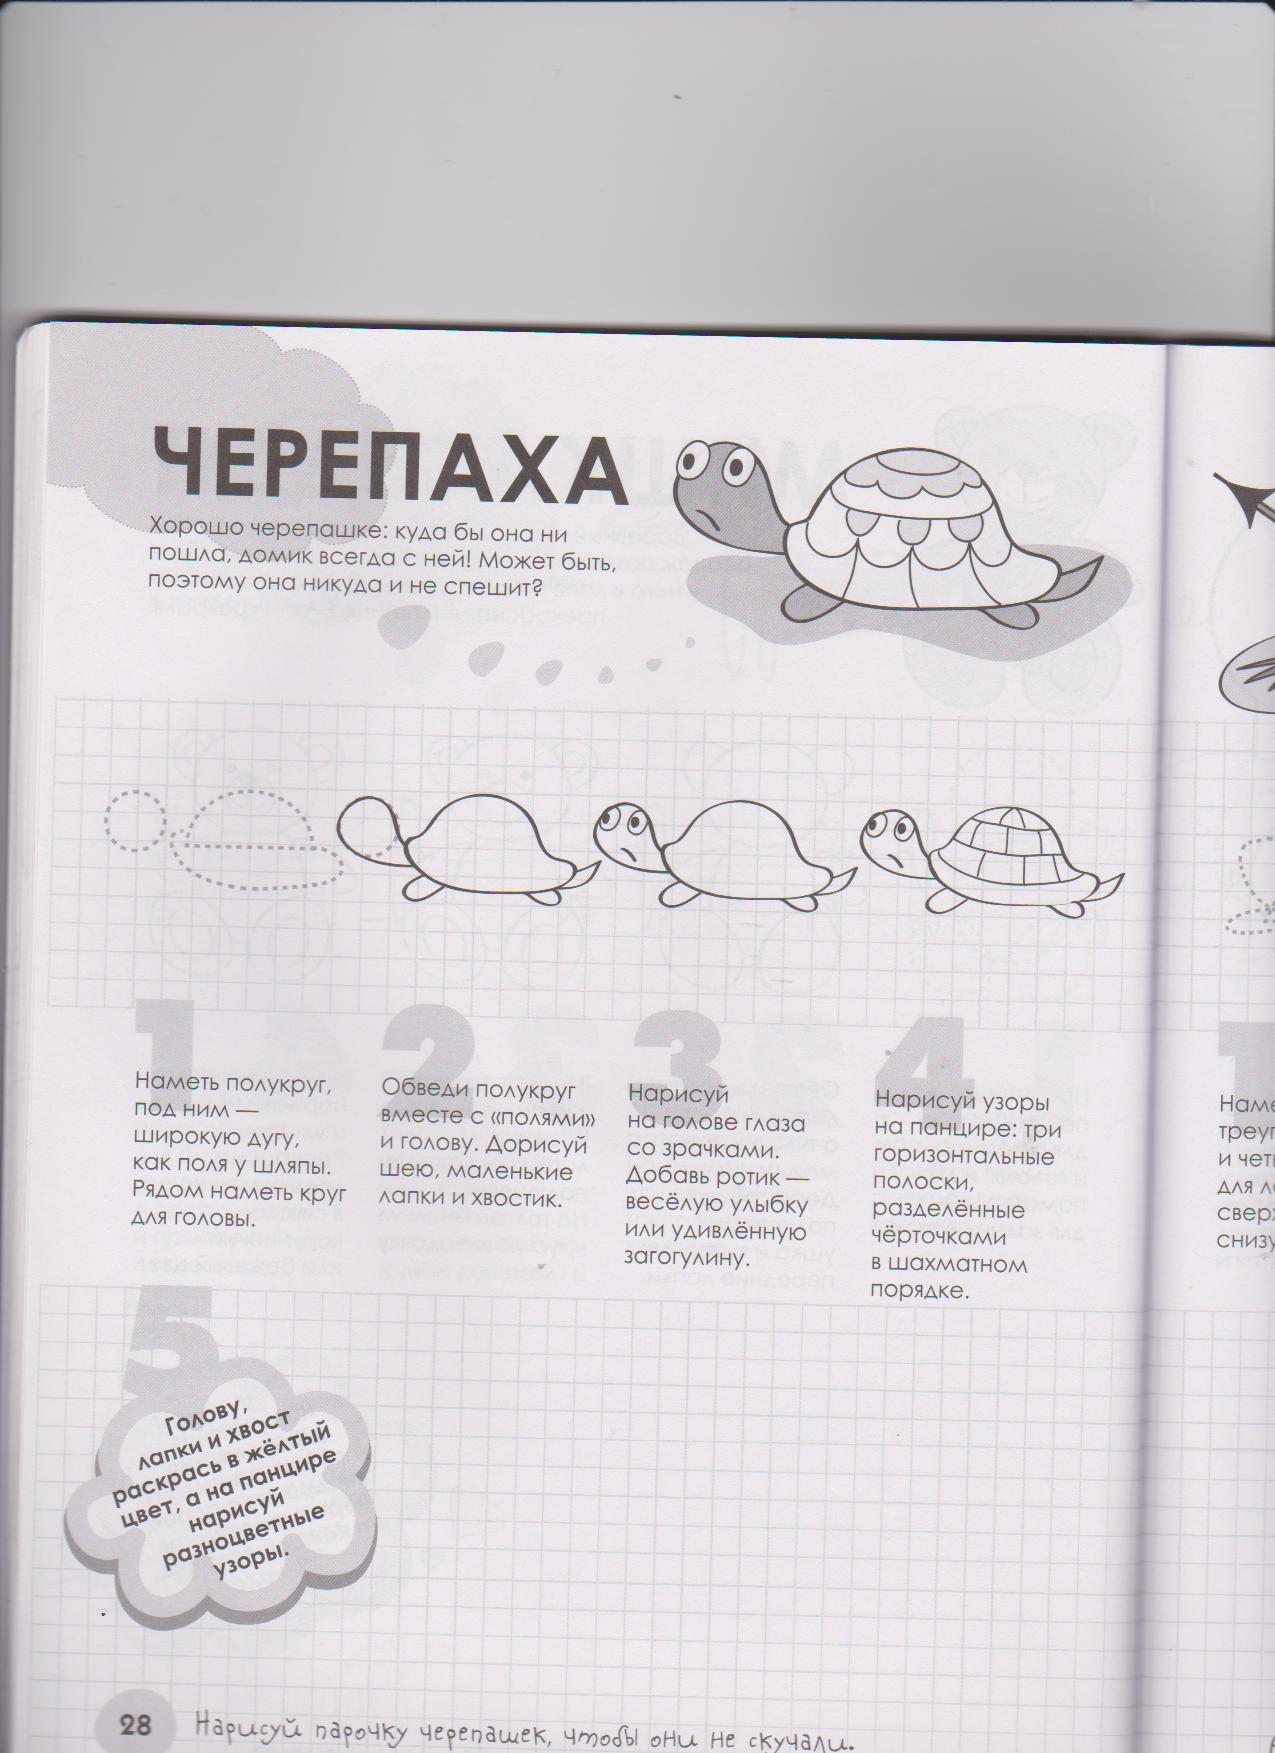 ЧЕРЕПАХА
Хорошо черепашке: куда бы она ни
пошла, домик всегда с ней! Может быть,
поэтому она никуда и не спешит?
1
Наметь полукруг,
под ним —
широкую дугу,
как поля у шляпы.
Рядом наметь круг
для головы.
2
Обведи полукруг
вместе с «полями»
и голову. Дорисуй
шею, маленькие
лапки и хвостик.
3
Нарисуй
на голове глаза
со зрачками.
Добавь ротик —
весёлую улыбку
или удивлённую
загогулину.
4
Нарисуй узоры
на панцире: три
горизонтальные
полоски,
разделённые
чёрточками
в шахматном
порядке.
5
Голову,
лапки и хвост
раскрась в жёлтый
цвет, а на панцире
нарисуй
разноцветные
узоры.
28
Нарисуй парочку черепашек, чтобы они не скучали.
1
и
для